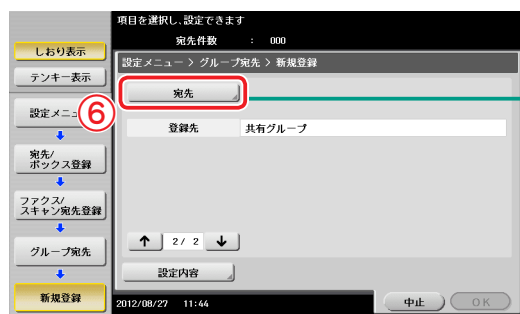 項目を選択し、設定できます
宛先件数 : 000
しおり表示
テンキー表示
設定メニュー > グループ宛先 > 新規登録
⑥
宛先
設定メニ
登録先 共有グループ
宛先/
ボックス登録
ファクス/
スキャン宛先登録
グループ宛先
新規登録
↑ 2/ 2 ↓
設定内容
2012/08/27 11:44
中止
OK